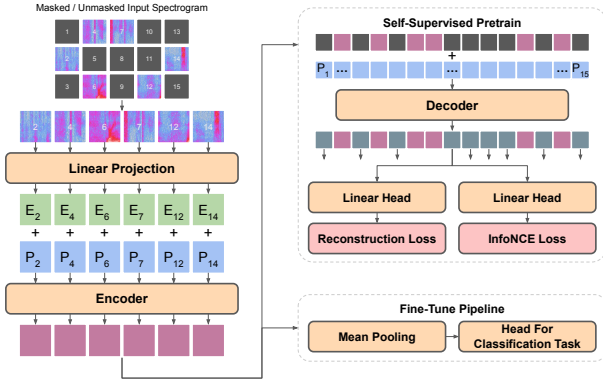 Masked / Unmasked Input Spectrogram
1 4 7 10 13
2 5 8 11 14
3 6 9 12 15
2 4 6 7 12 14
Linear Projection
E2 E4 E6 E7 E12 E14
+ +
P2 P4 P6 P7 P12 P14
Encoder
Self-Supervised Pretrain
+
P1 ... ... ... P15
Decoder
Linear Head Linear Head
Reconstruction Loss InfoNCE Loss
Fine-Tune Pipeline
Mean Pooling
Head For
Classification Task